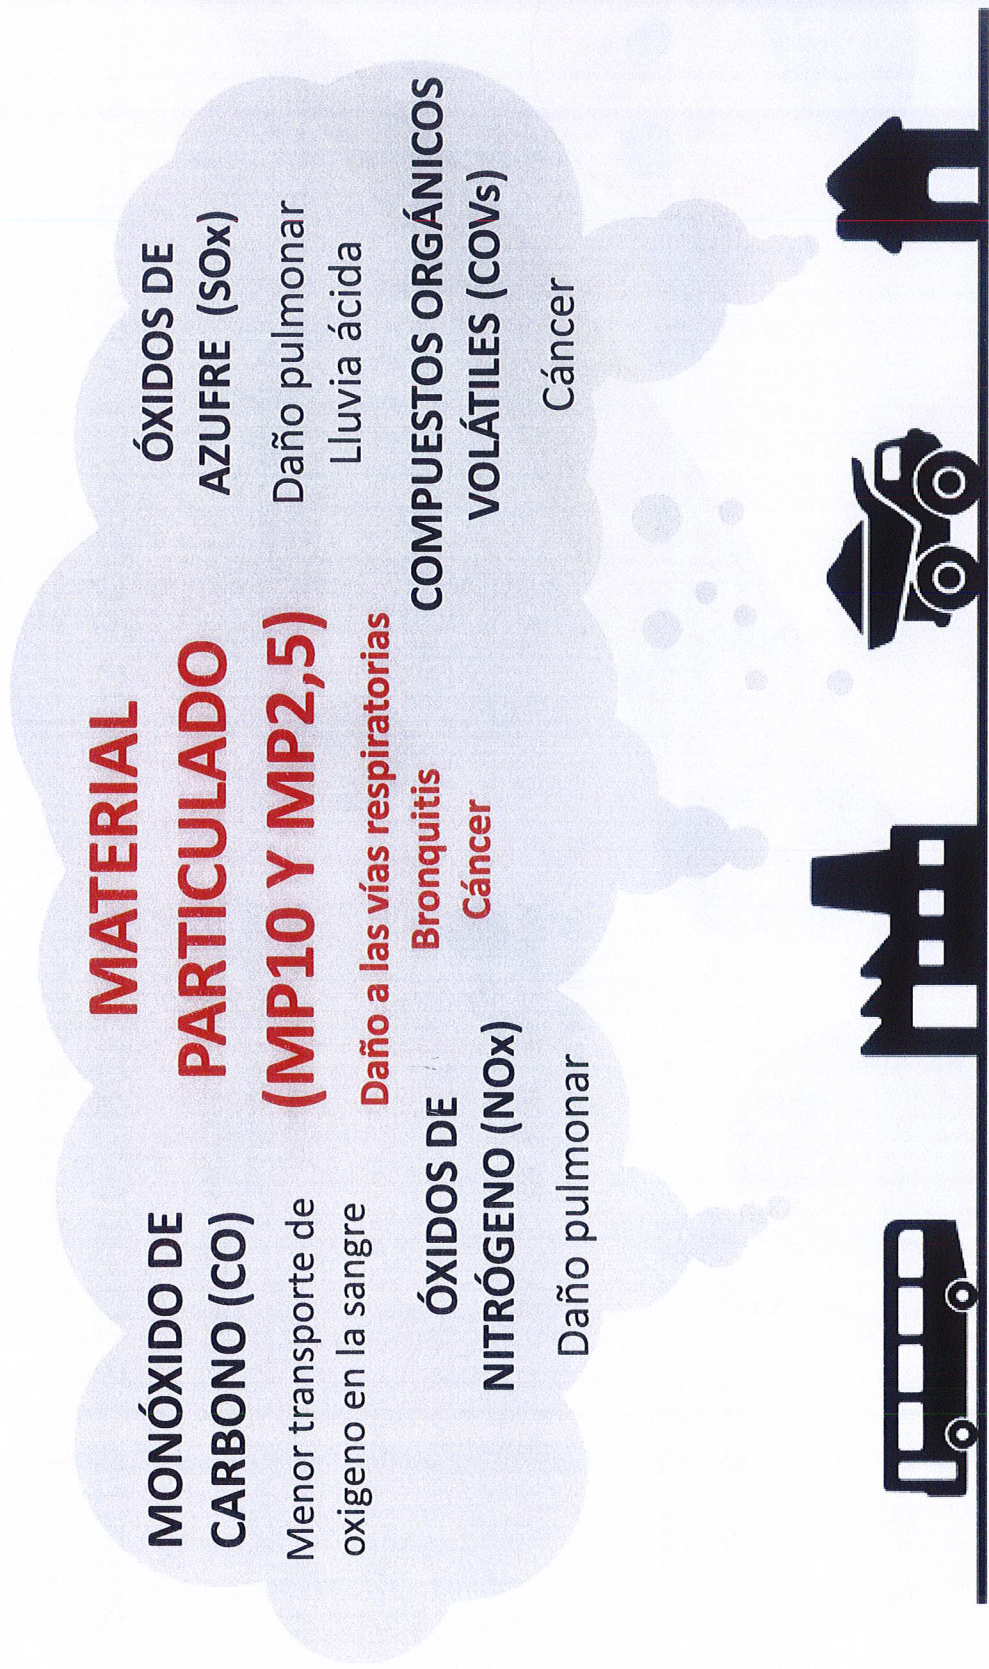 MONÓXIDO DE
CARBONO (CO)
Menor transporte de
oxigeno en la sangre
MATERIAL
PARTICULADO
(MP10 Y MP2,5)
Daño a las vías respiratorias
Bronquitis
Cáncer
ÓXIDOS DE
AZUFRE (SOx)
Daño pulmonar
Lluvia ácida
ÓXIDOS DE
NITRÓGENO (NOx)
Daño pulmonar
COMPUESTOS ORGÁNICOS
VOLÁTILES (COVs)
Cáncer